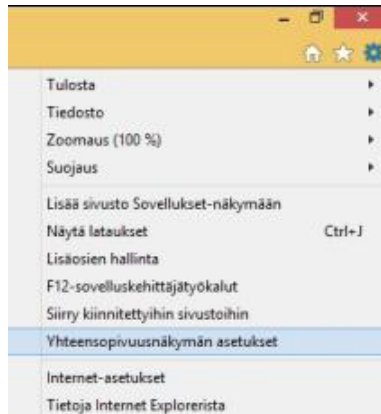 Tulosta
Tiedosto
Zoomaus (100 %)
Suojaus
Lisää sivusto Sovellukset-näkymään
Näytä lataukset Ctrl+J
Lisäosien hallinta
F12-sovelluskehittäjätyökalut
Siirry kiinnitettyihin sivustoihin
Yhteensopivuusnäkymän asetukset
Internet-asetukset
Tietoja Internet Explorerista